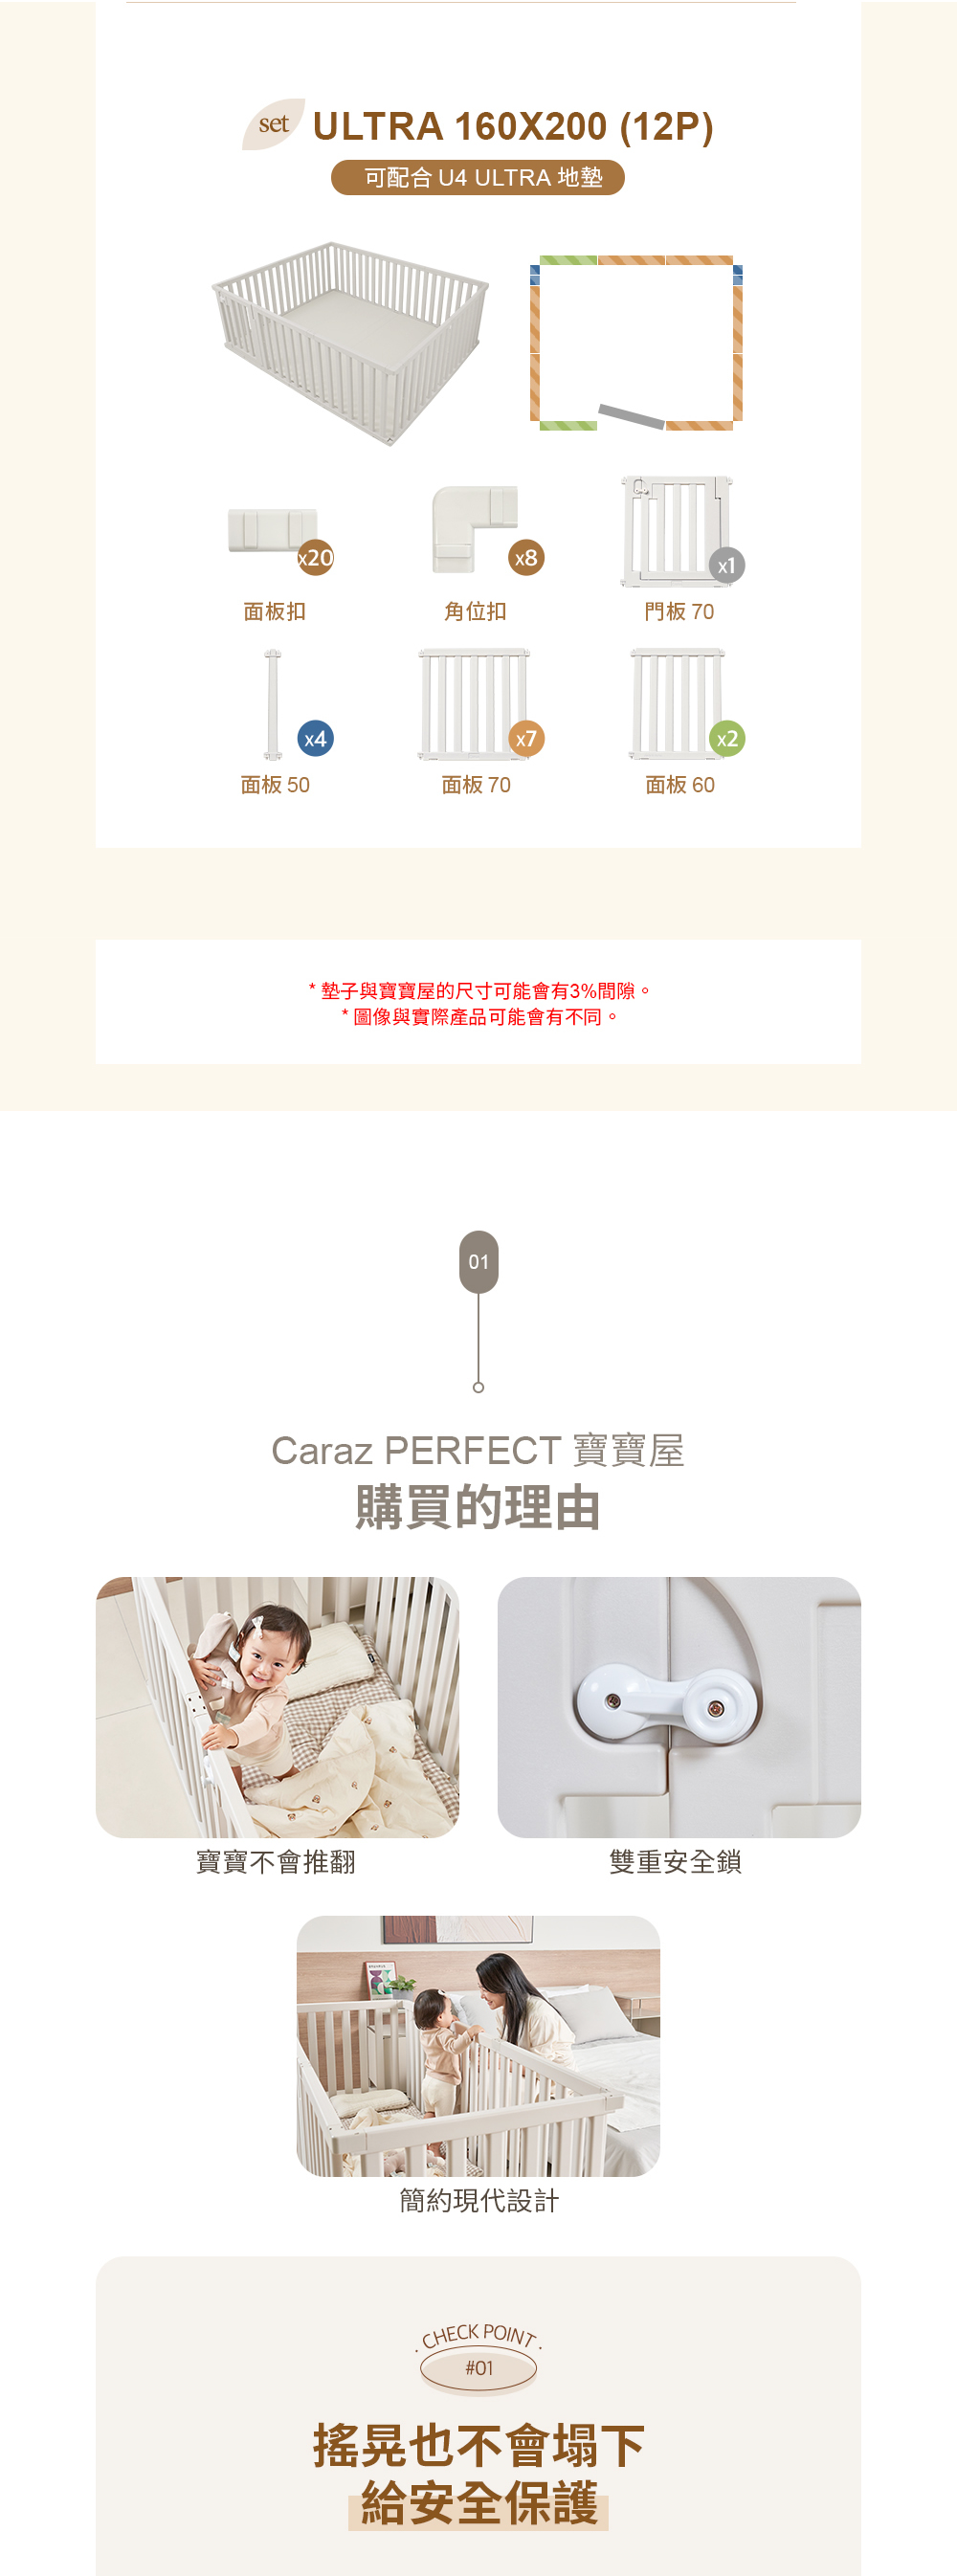 set ULTRA 160X200 (12P)
可配合 U4 ULTRA 地墊
x20
x8
x1
面板扣
角位扣
門板 70
x4
x7
x2
面板 50
面板 70
面板 60
* 墊子與寶寶屋的尺寸可能會有3%間隙。
* 圖像與實際產品可能會有不同。
01
Caraz PERFECT 寶寶屋
購買的理由
寶寶不會推翻
雙重安全鎖
簡約現代設計
· CHECK POINT ·
#01
搖晃也不會塌下
給安全保護